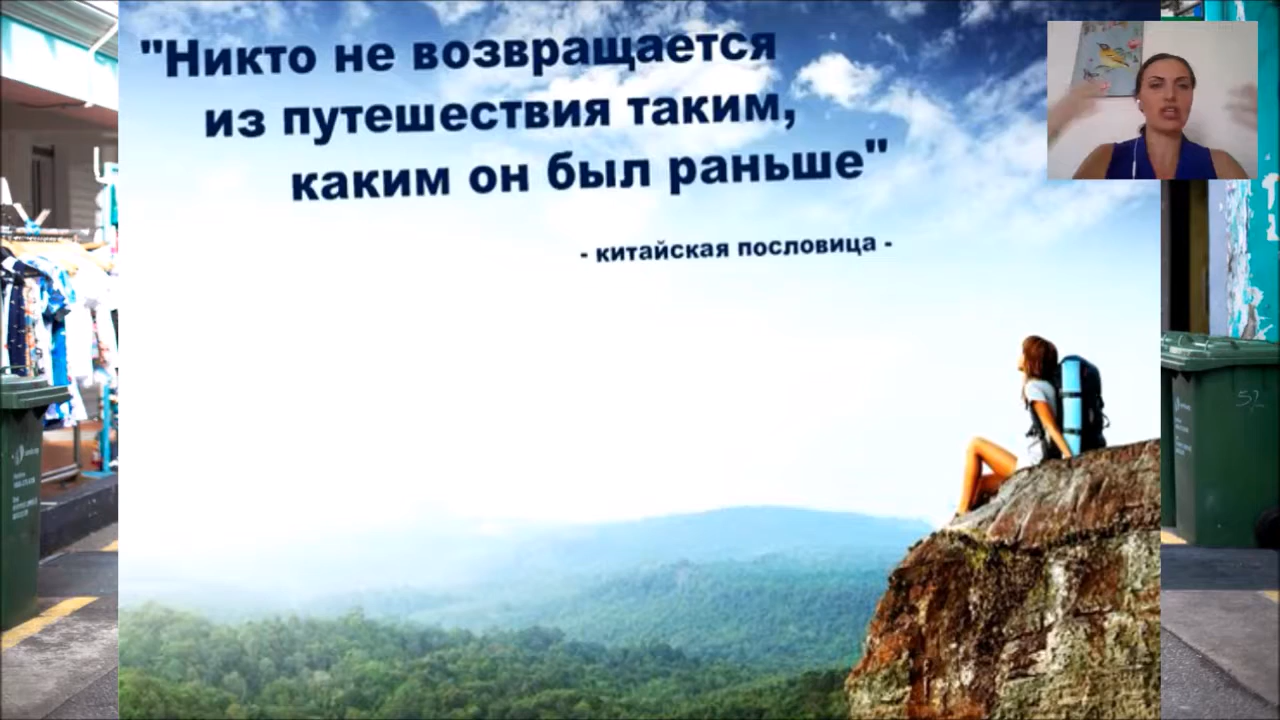 "Никто не возвращается
из путешествия таким,
каким он был раньше"
- китайская пословица -